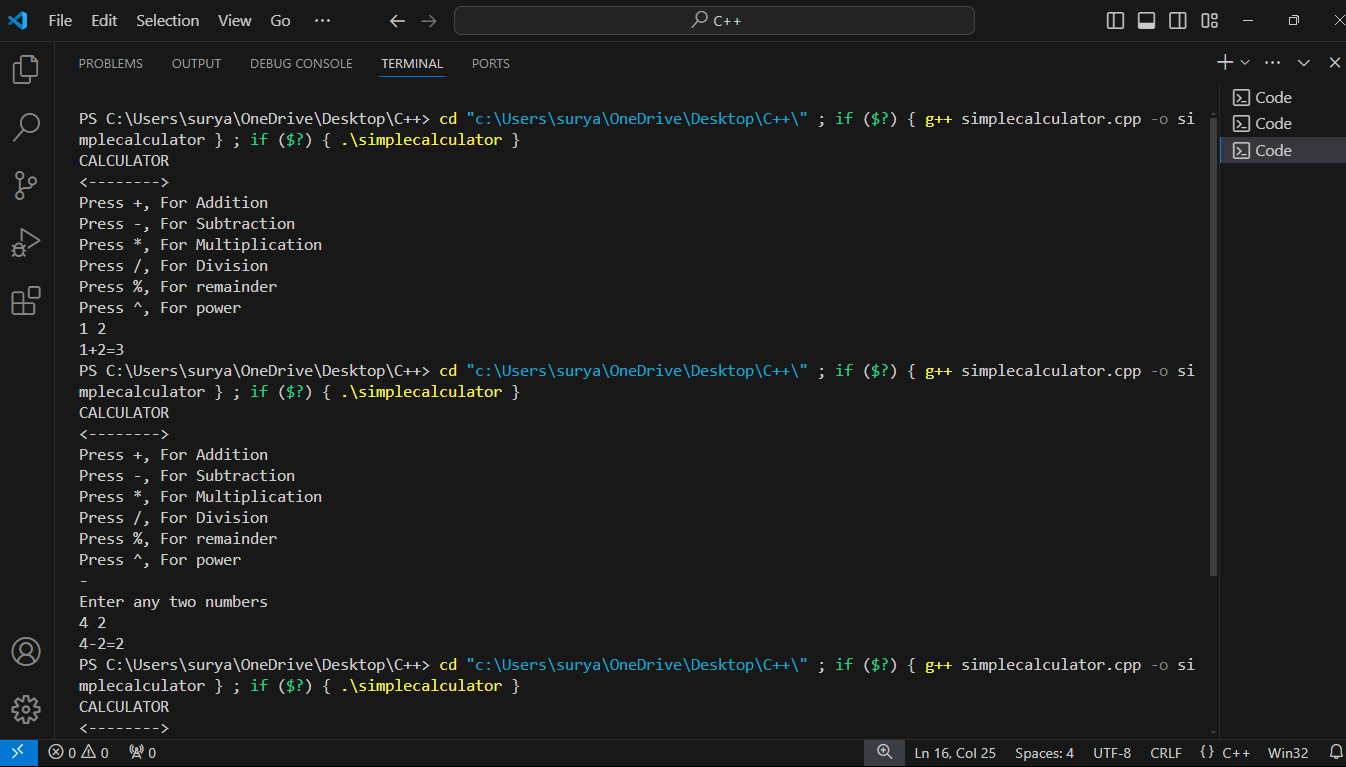 File Edit Selection View Go ··· C++
PROBLEMS OUTPUT DEBUG CONSOLE TERMINAL PORTS
PS C:\Users\surya\OneDrive\Desktop\C++> cd "c:\Users\surya\OneDrive\Desktop\C++\" ; if ($?) { g++ simplecalculator.cpp -o si
mplecalculator } ; if ($?) { .\simplecalculator }
CALCULATOR
<-------->
Press +, For Addition
Press -, For Subtraction
Press *, For Multiplication
Press /, For Division
Press %, For remainder
Press ^, For power
1 2
1+2=3
PS C:\Users\surya\OneDrive\Desktop\C++> cd "c:\Users\surya\OneDrive\Desktop\C++\" ; if ($?) { g++ simplecalculator.cpp -o si
mplecalculator } ; if ($?) { .\simplecalculator }
CALCULATOR
<-------->
Press +, For Addition
Press -, For Subtraction
Press *, For Multiplication
Press /, For Division
Press %, For remainder
Press ^, For power
-
Enter any two numbers
4 2
4-2=2
PS C:\Users\surya\OneDrive\Desktop\C++> cd "c:\Users\surya\OneDrive\Desktop\C++\" ; if ($?) { g++ simplecalculator.cpp -o si
mplecalculator } ; if ($?) { .\simplecalculator }
CALCULATOR
<-------->
Code
Code
Code
0 0 0 Ln 16, Col 25 Spaces: 4 UTF-8 CRLF {} C++ Win32